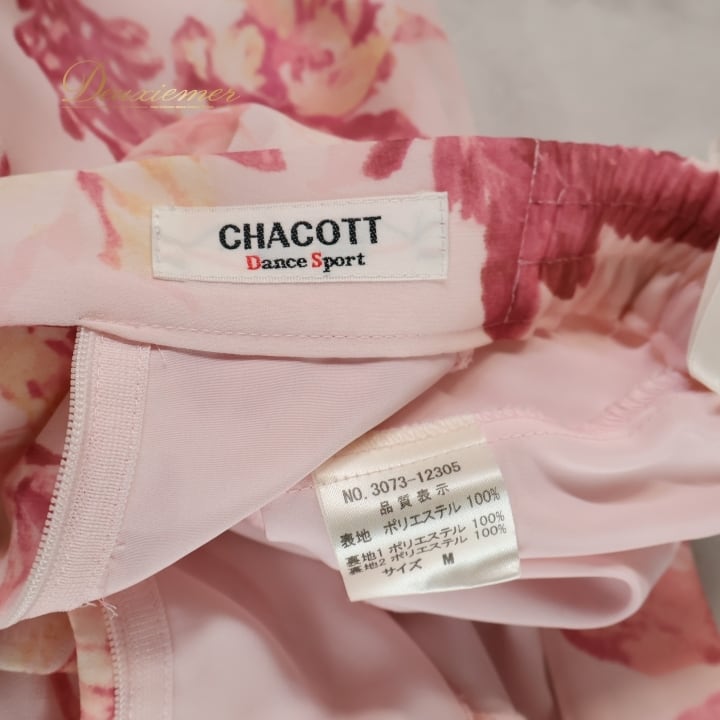 Deuxiemer
CHACOTT
Dance Sport
NO. 3073-12305
品質表示
表地 ポリエステル 100%
裏地1 ポリエステル 100%
裏地2 ポリエステル 100%
サイズ M